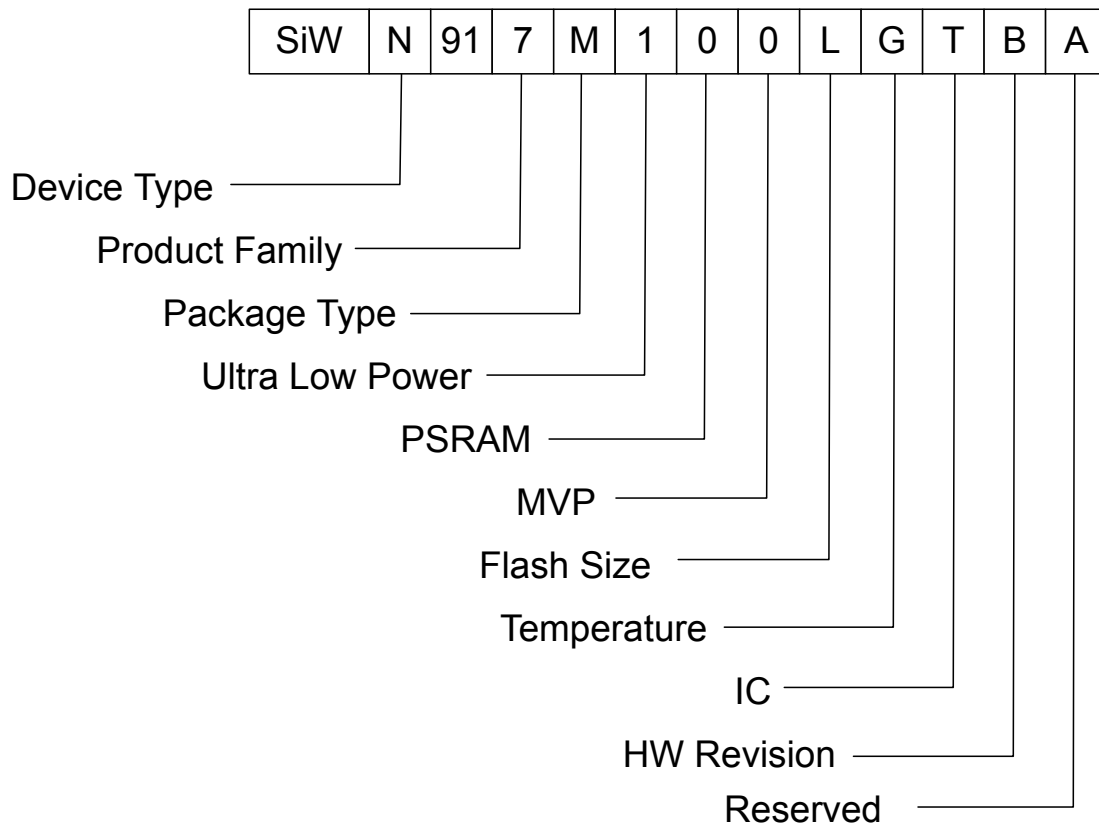 SiW N 91 7 M 1 0 0 L G T B A
Device Type
Product Family
Package Type
Ultra Low Power
PSRAM
MVP
Flash Size
Temperature
IC
HW Revision
Reserved